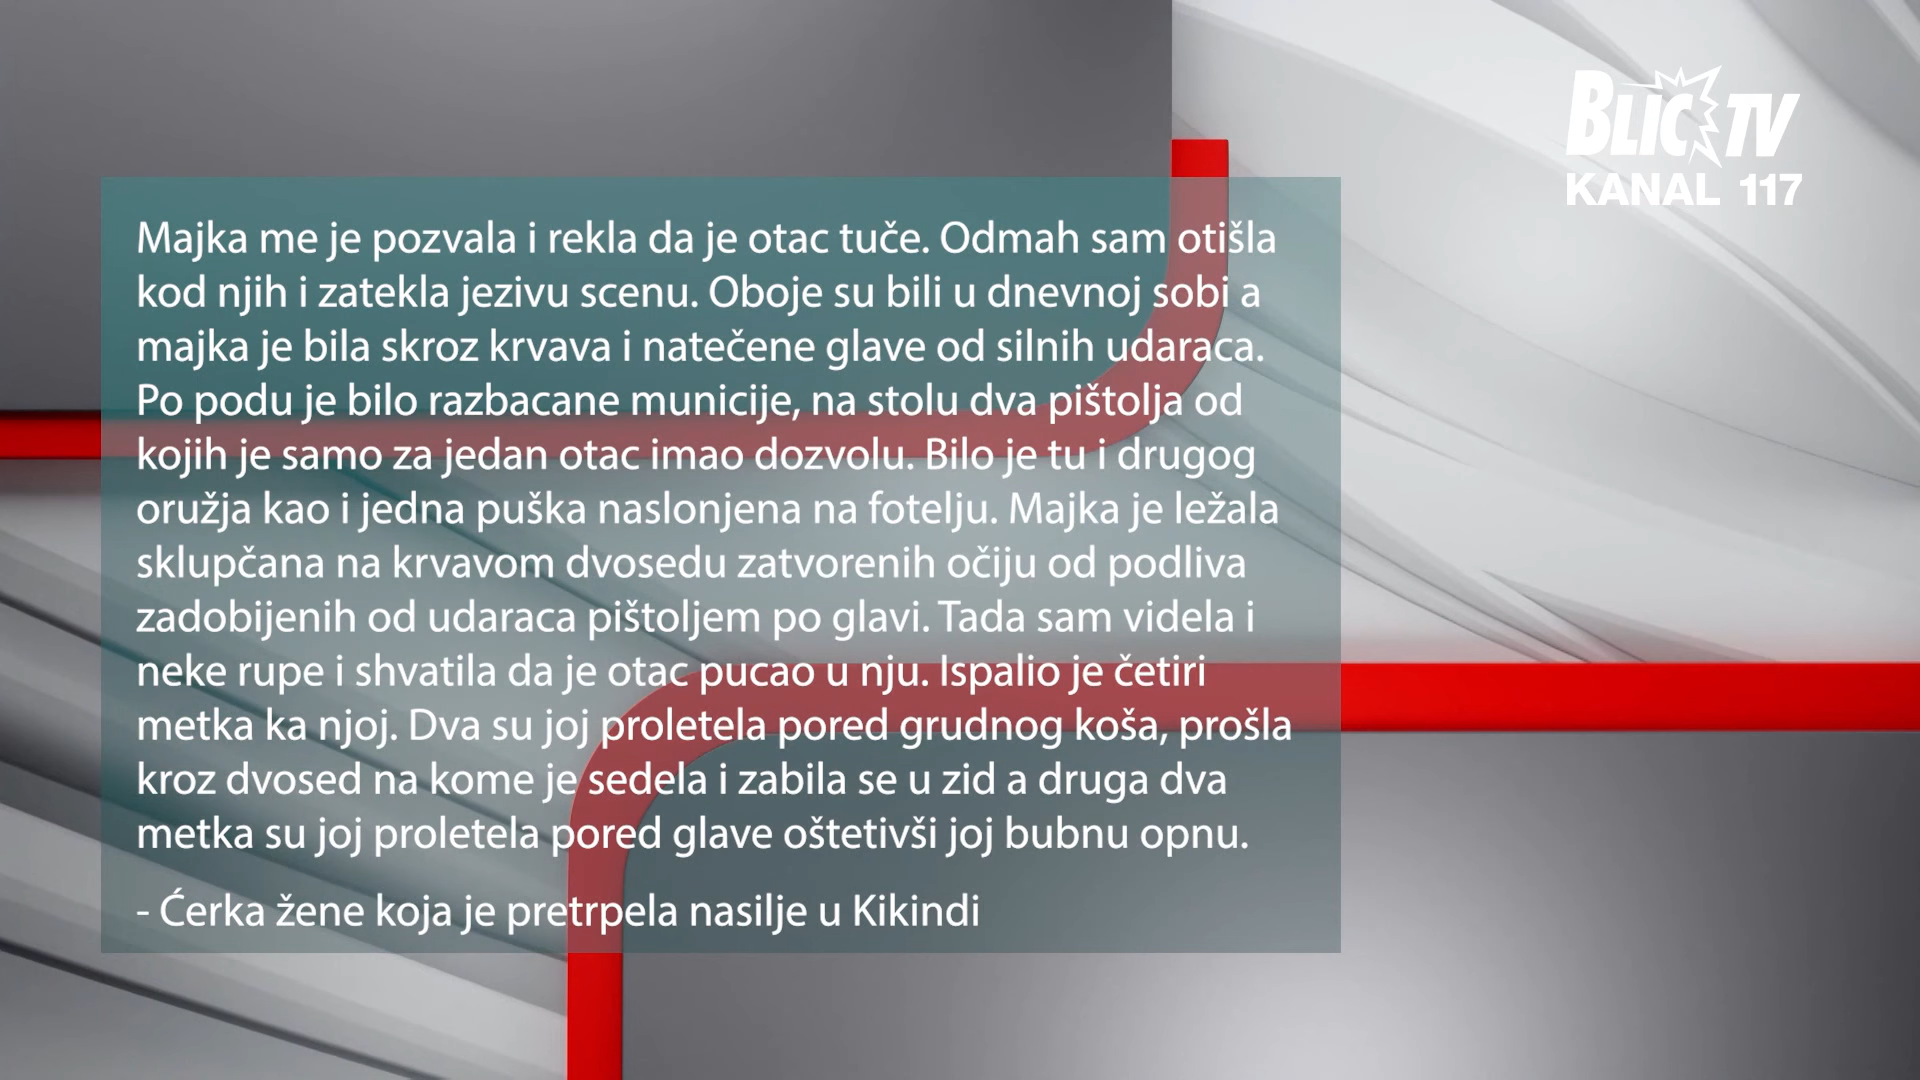 BLIC TV
KANAL 117
Majka me je pozvala i rekla da je otac tuče. Odmah sam otišla
kod njih i zatekla jezivu scenu. Oboje su bili u dnevnoj sobi a
majka je bila skroz krvava i natečene glave od silnih udaraca.
Po podu je bilo razbacane municije, na stolu dva pištolja od
kojih je samo za jedan otac imao dozvolu. Bilo je tu i drugog
oružja kao i jedna puška naslonjena na fotelju. Majka je ležala
sklupčana na krvavom dvosedu zatvorenih očiju od podliva
zadobijenih od udaraca pištoljem po glavi. Tada sam videla i
neke rupe i shvatila da je otac pucao u nju. Ispalio je četiri
metka ka njoj. Dva su joj proletela pored grudnog koša, prošla
kroz dvosed na kome je sedela i zabila se u zid a druga dva
metka su joj proletela pored glave oštetivši joj bubnu opnu.
- Ćerka žene koja je pretrpela nasilje u Kikindi